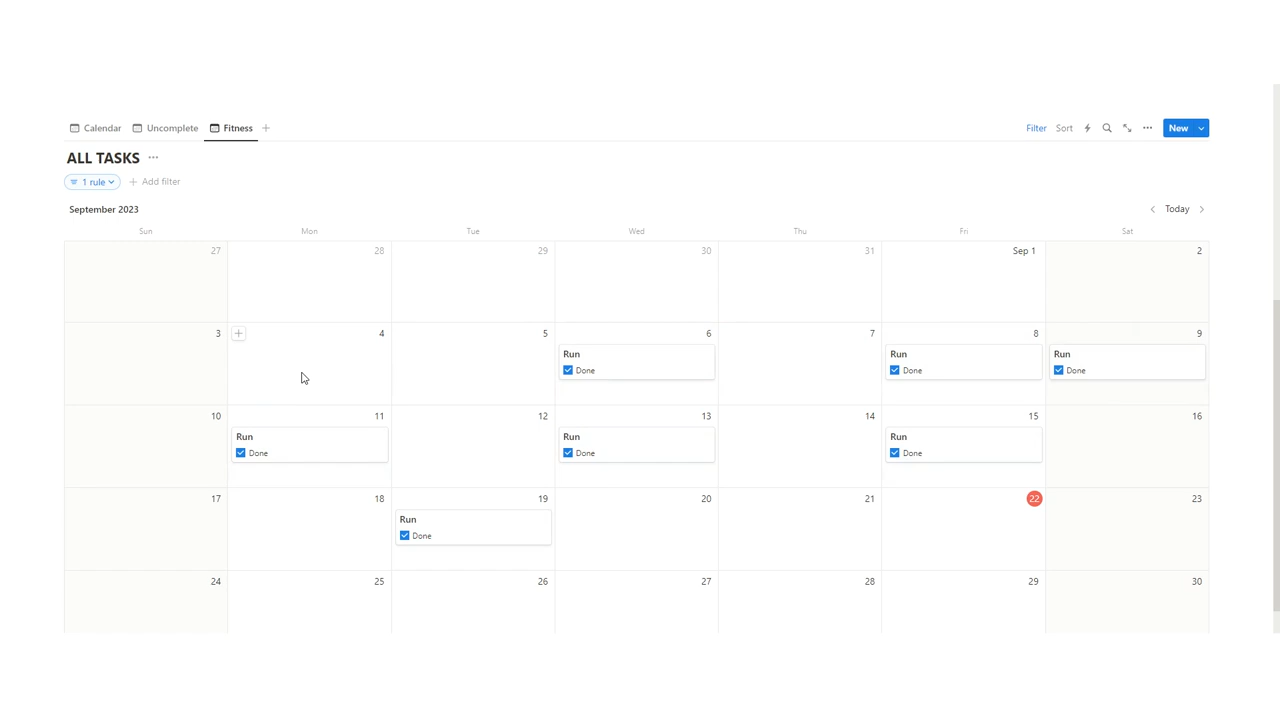 Calendar Uncomplete Fitness
Filter Sort New
ALL TASKS
1 rule Add filter
September 2023
Today
Sun Mon Tue Wed Thu Fri Sat
27 28 29 30 31 Sep 1 2
3 4 5 6 7 8 9
Run Run Run
Done Done Done
10 11 12 13 14 15 16
Run Run Run
Done Done Done
17 18 19 20 21 22 23
Run
Done
24 25 26 27 28 29 30